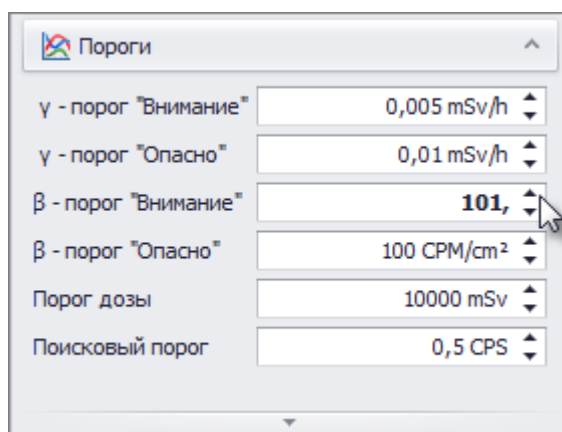 Пороги
γ - порог "Внимание" 0,005 mSv/h
γ - порог "Опасно" 0,01 mSv/h
β - порог "Внимание" 101,
β - порог "Опасно" 100 CPM/cm²
Порог дозы 10000 mSv
Поисковый порог 0,5 CPS